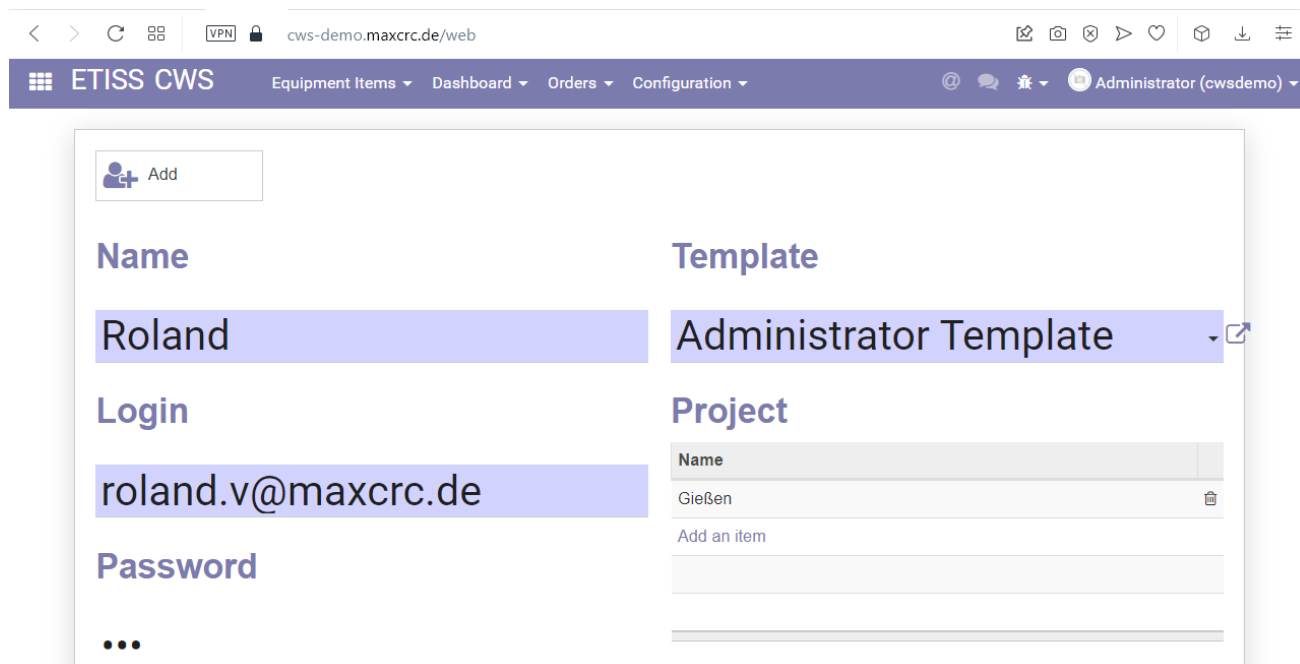 VPN cws-demo.maxcrc.de/web
ETISS CWS Equipment Items Dashboard Orders Configuration @ Administrator (cwsdemo)
Add
Name
Roland
Login
roland.v@maxcrc.de
Password
•••
Template
Administrator Template
Project
Name
Gießen
Add an item